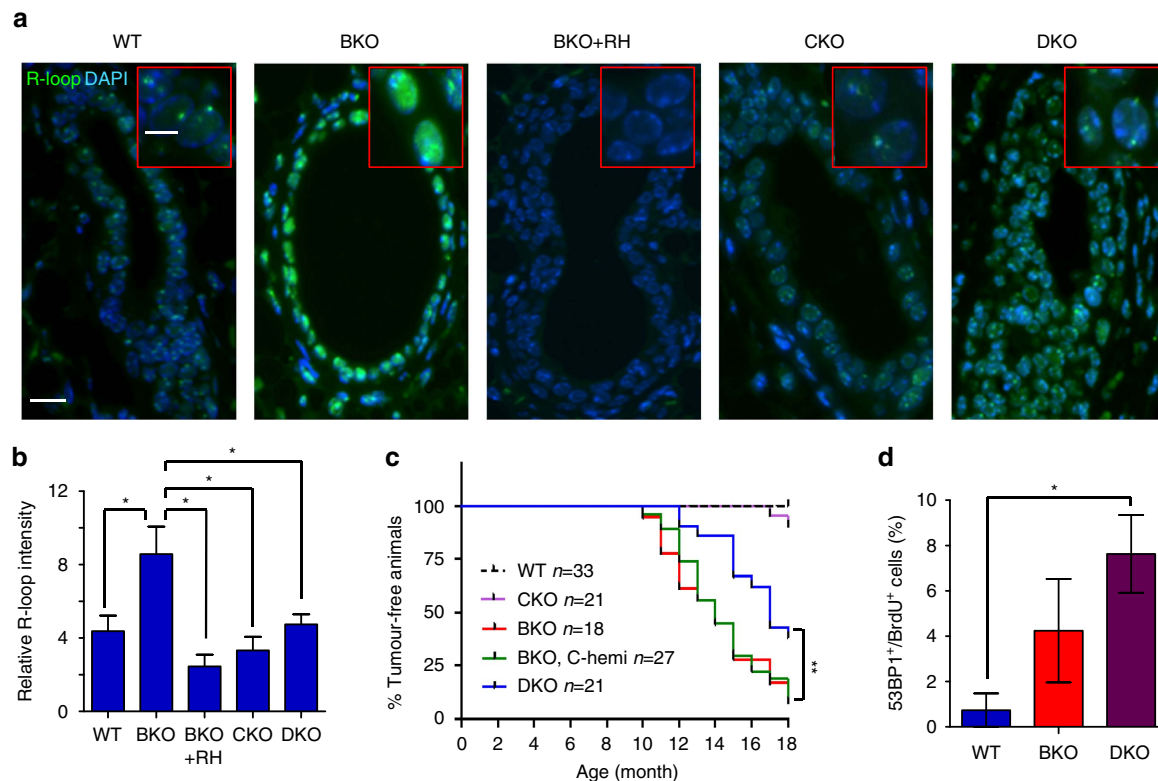 a
WT BKO BKO+RH CKO DKO
R-loop DAPI
b
Relative R-loop intensity
12
8
4
0
* * * *
WT BKO BKO +RH CKO DKO
c
% Tumour-free animals
100
75
50
25
0
WT n=33
CKO n=21
BKO n=18
BKO, C-hemi n=27
DKO n=21
**
0 2 4 6 8 10 12 14 16 18
Age (month)
d
53BP1⁺/BrdU⁺ cells (%)
10
8
6
4
2
0
*
WT BKO DKO